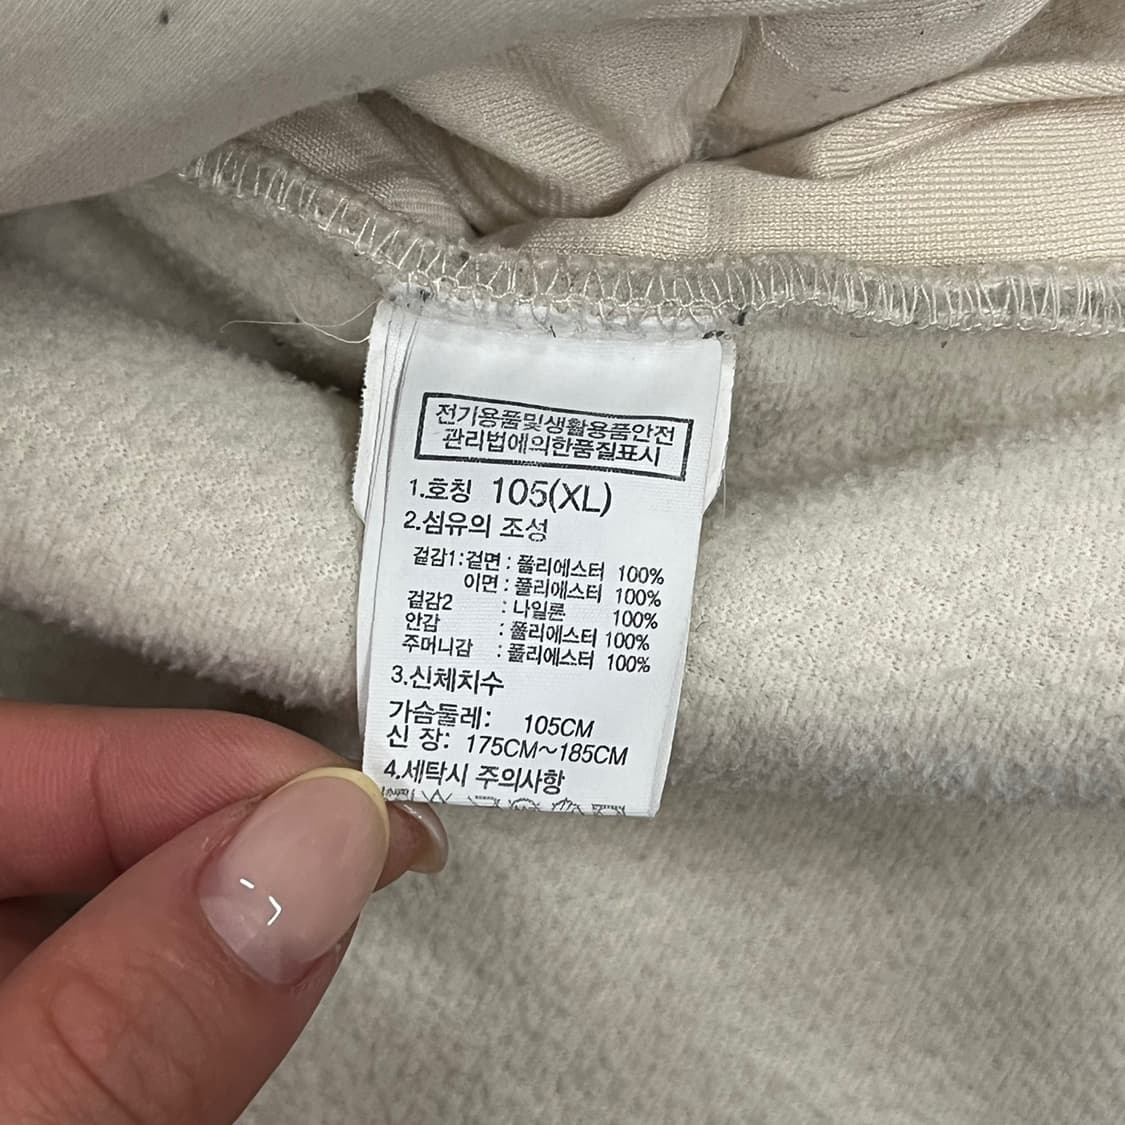 전기용품및생활용품안전
관리법에의한품질표시
1.호칭 105(XL)
2.섬유의 조성
겉감1:겉면 : 폴리에스터 100%
이면 : 폴리에스터 100%
겉감2 : 나일론 100%
안감 : 폴리에스터 100%
주머니감 : 폴리에스터 100%
3.신체치수
가슴둘레: 105CM
신 장: 175CM~185CM
4.세탁시 주의사항